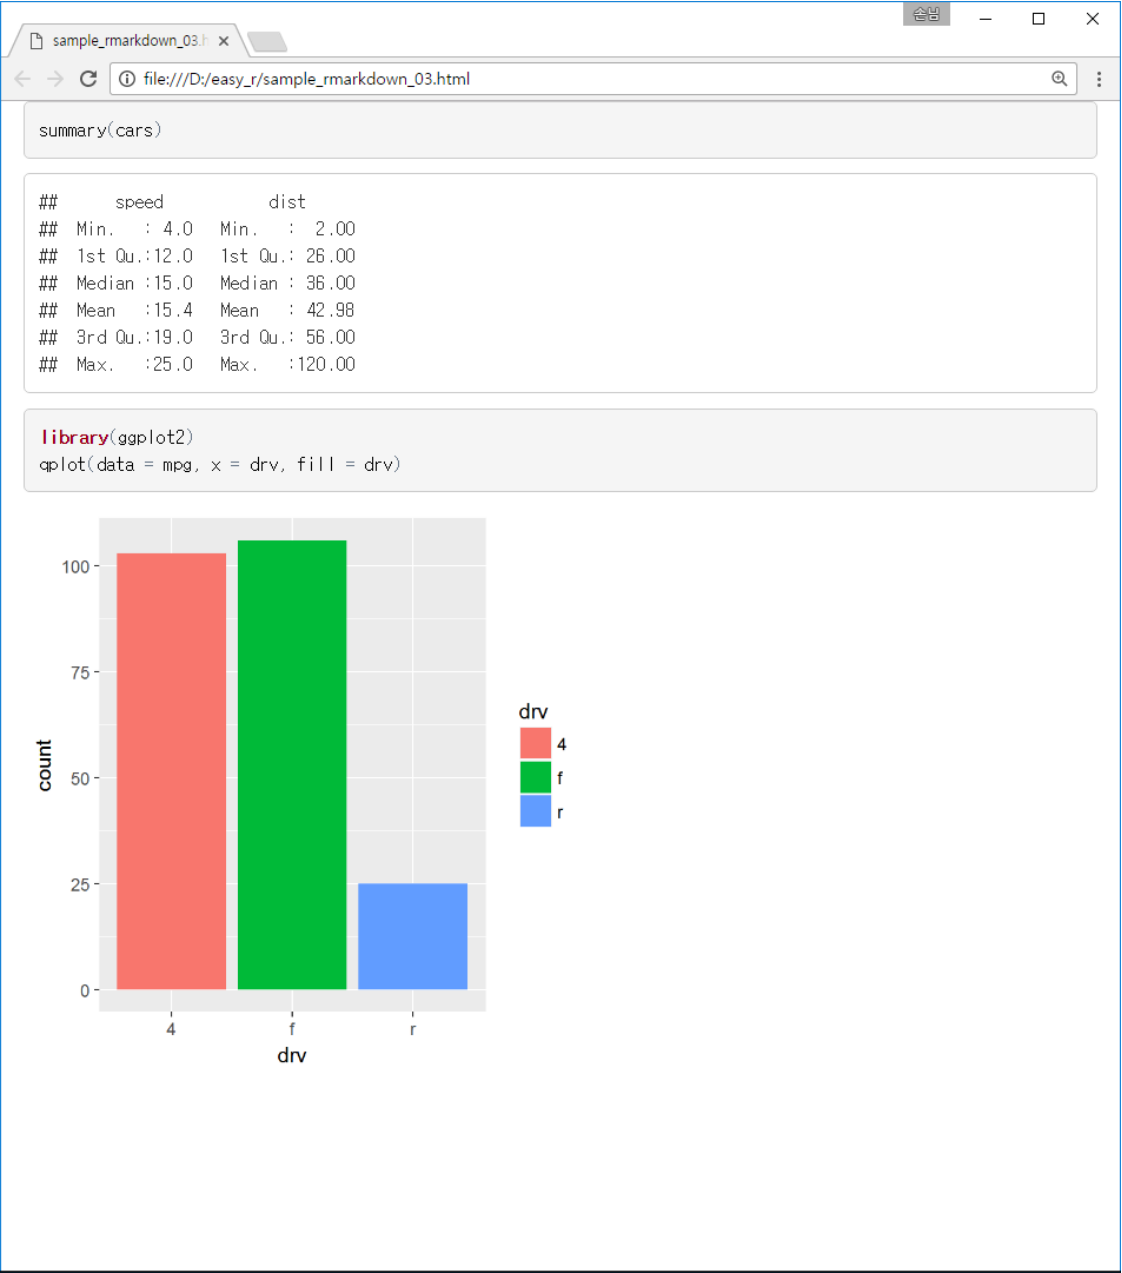 손님
sample_rmarkdown_03.h
file:///D:/easy_r/sample_rmarkdown_03.html
summary(cars)
## speed dist
## Min. : 4.0 Min. : 2.00
## 1st Qu.:12.0 1st Qu.: 26.00
## Median :15.0 Median : 36.00
## Mean :15.4 Mean : 42.98
## 3rd Qu.:19.0 3rd Qu.: 56.00
## Max. :25.0 Max. :120.00
library(ggplot2)
qplot(data = mpg, x = drv, fill = drv)
100
75
50
25
0
count
4 f r
drv
drv
4
f
r